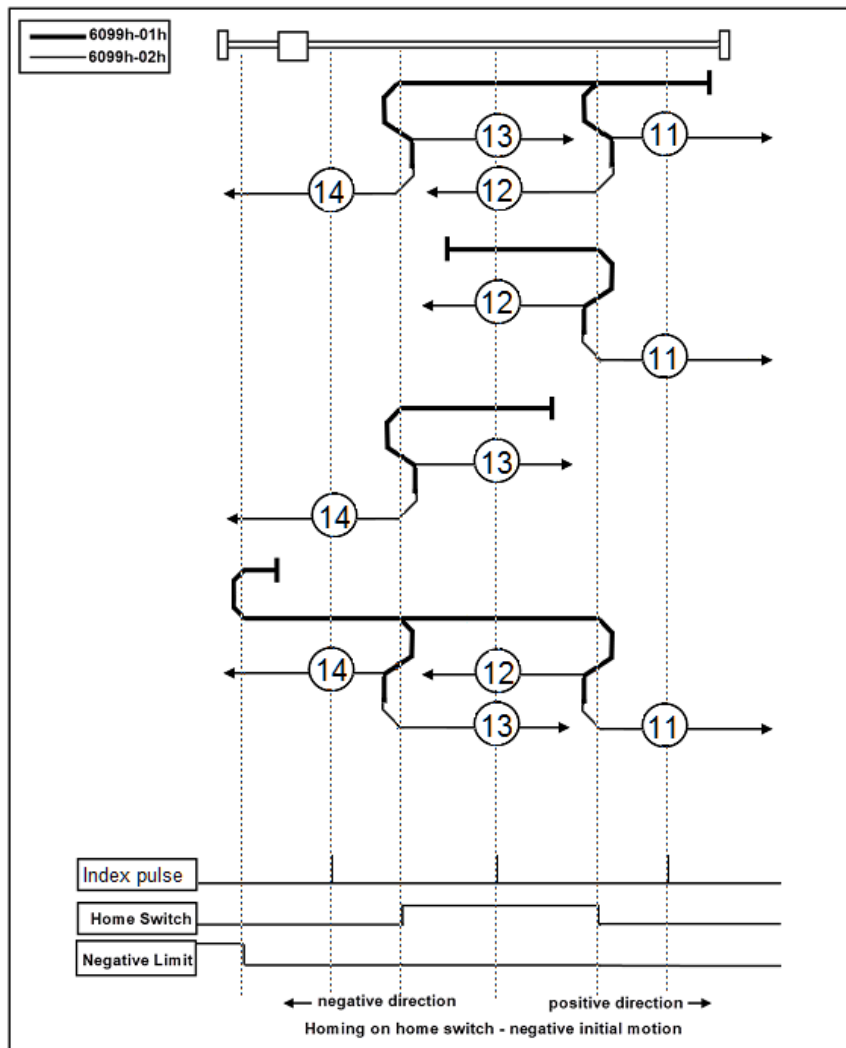 6099h-01h
6099h-02h
13
11
14
12
12
11
13
14
14
12
13
11
Index pulse
Home Switch
Negative Limit
negative direction
positive direction
Homing on home switch - negative initial motion